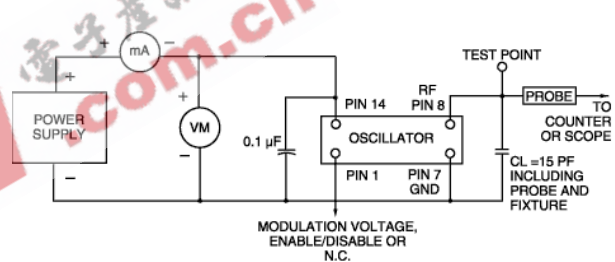 .com.cn
+
mA
-
TEST POINT
+
+
PIN 14
RF
PIN 8
PROBE
TO
COUNTER
OR SCOPE
POWER
SUPPLY
VM
0.1 µF
OSCILLATOR
-
-
PIN 1
PIN 7
GND
CL =15 PF
INCLUDING
PROBE AND
FIXTURE
MODULATION VOLTAGE,
ENABLE/DISABLE OR
N.C.